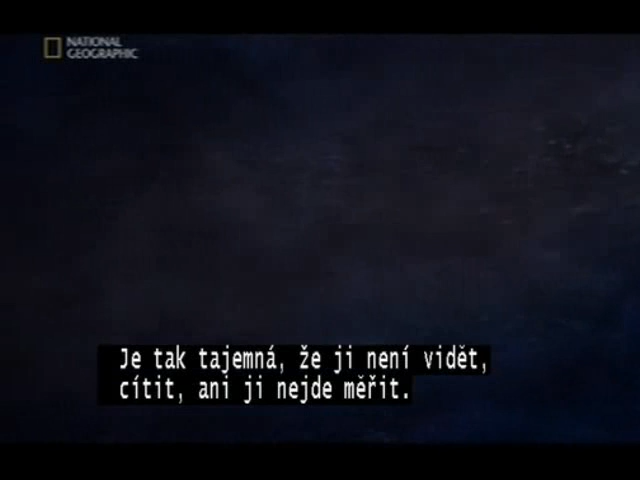 NATIONAL
GEOGRAPHIC
Je tak tajemná, že ji není vidět,
cítit, ani ji nejde měřit.